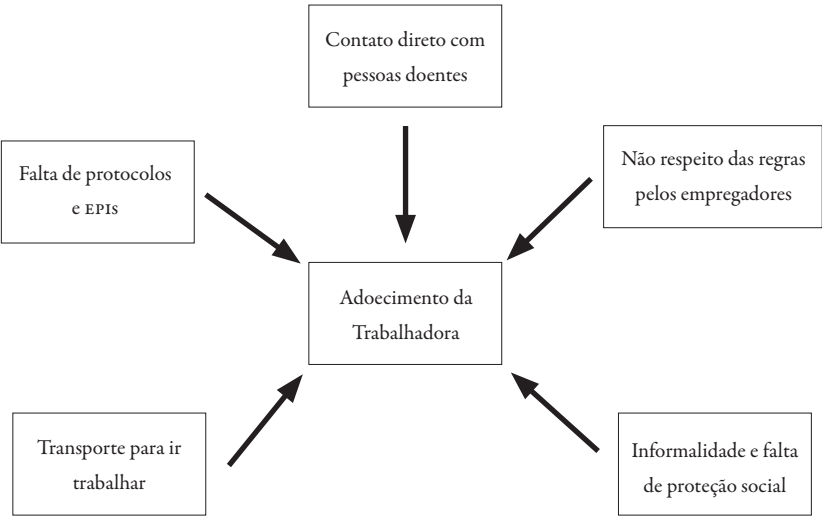 Contato direto com
pessoas doentes
Falta de protocolos
e EPIs
Não respeito das regras
pelos empregadores
Adoecimento da
Trabalhadora
Transporte para ir
trabalhar
Informalidade e falta
de proteção social